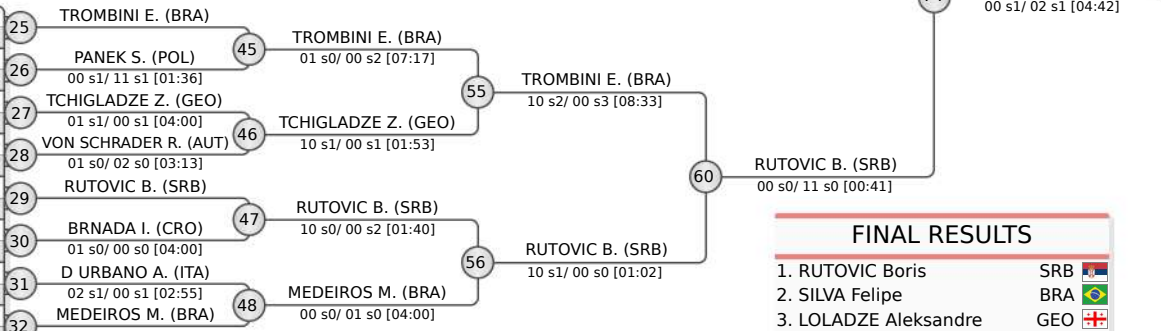 00 s1/ 02 s1 [04:42]
25
TROMBINI E. (BRA)
26
PANEK S. (POL)
00 s1/ 11 s1 [01:36]
27
TCHIGLADZE Z. (GEO)
01 s1/ 00 s1 [04:00]
28
VON SCHRADER R. (AUT)
01 s0/ 02 s0 [03:13]
29
RUTOVIC B. (SRB)
30
BRNADA I. (CRO)
01 s0/ 00 s0 [04:00]
31
D URBANO A. (ITA)
02 s1/ 00 s1 [02:55]
32
MEDEIROS M. (BRA)
45
TROMBINI E. (BRA)
01 s0/ 00 s2 [07:17]
46
TCHIGLADZE Z. (GEO)
10 s1/ 00 s1 [01:53]
47
RUTOVIC B. (SRB)
10 s0/ 00 s2 [01:40]
48
MEDEIROS M. (BRA)
00 s0/ 01 s0 [04:00]
55
TROMBINI E. (BRA)
10 s2/ 00 s3 [08:33]
56
RUTOVIC B. (SRB)
10 s1/ 00 s0 [01:02]
60
RUTOVIC B. (SRB)
00 s0/ 11 s0 [00:41]
FINAL RESULTS
1. RUTOVIC Boris SRB
2. SILVA Felipe BRA
3. LOLADZE Aleksandre GEO